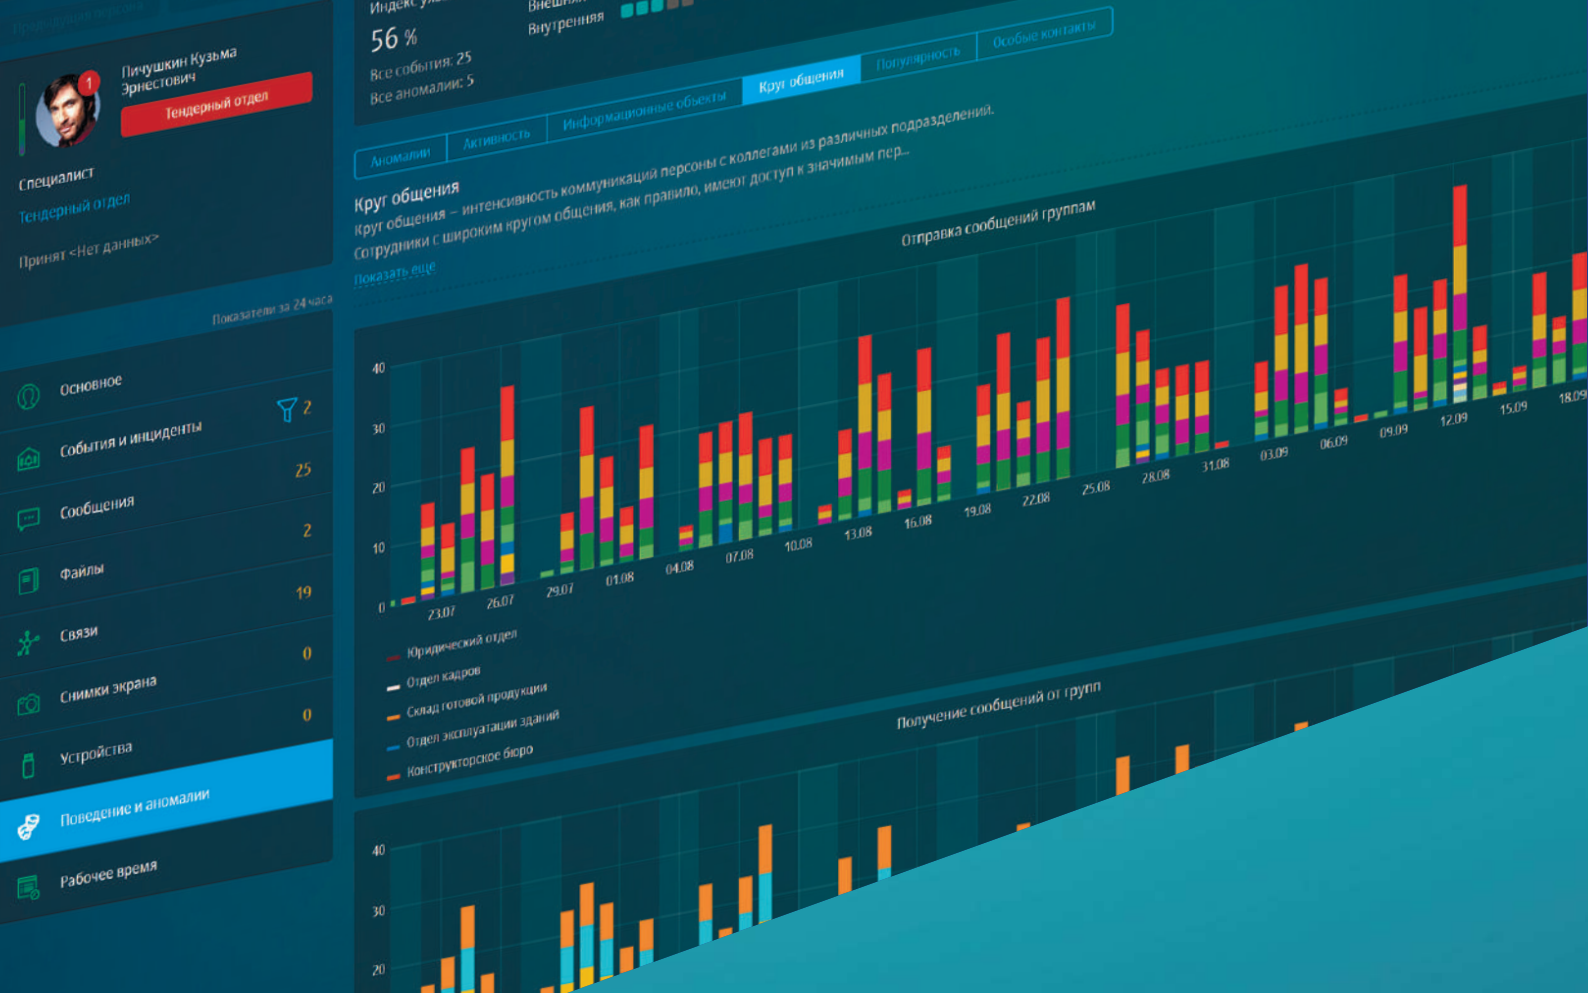 Пичушкин Кузьма
Эрнестович
1
Тендерный отдел
Специалист
Тендерный отдел
Принят <Нет данных>
Показатели за 24 часа
Основное
События и инциденты 2
Сообщения 25
Файлы 2
Связи 19
Снимки экрана 0
Устройства 0
Поведение и аномалии
Рабочее время
Индекс
56 %
Все события: 25
Все аномалии: 5
Внутренняя
Аномалии Активность Информационные объекты Круг общения Популярность Особые контакты
Круг общения
Круг общения – интенсивность коммуникаций персоны с коллегами из различных подразделений.
Сотрудники с широким кругом общения, как правило, имеют доступ к значимым пер...
Показать еще
Отправка сообщений группам
40
30
20
10
0
23.07 26.07 29.07 01.08 04.08 07.08 10.08 13.08 16.08 19.08 22.08 25.08 28.08 31.08 03.09 06.09 09.09 12.09 15.09 18.09
Юридический отдел
Отдел кадров
Склад готовой продукции
Отдел эксплуатации зданий
Конструкторское бюро
Получение сообщений от групп
40
30
20